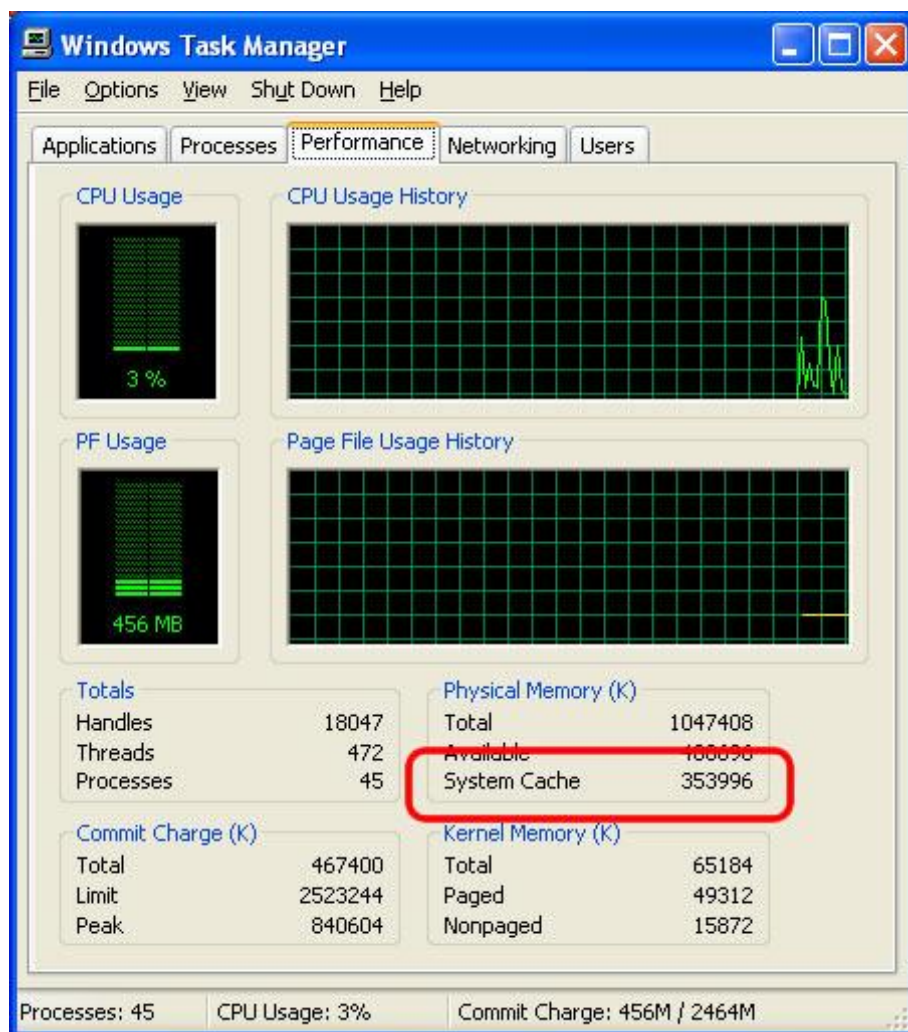 Windows Task Manager
File Options View Shut Down Help
Applications Processes Performance Networking Users
CPU Usage CPU Usage History
3 %
PF Usage Page File Usage History
456 MB
Totals Physical Memory (K)
Handles 18047 Total 1047408
Threads 472 Available
Processes 45 System Cache 353996
Commit Charge (K) Kernel Memory (K)
Total 467400 Total 65184
Limit 2523244 Paged 49312
Peak 840604 Nonpaged 15872
Processes: 45 CPU Usage: 3% Commit Charge: 456M / 2464M